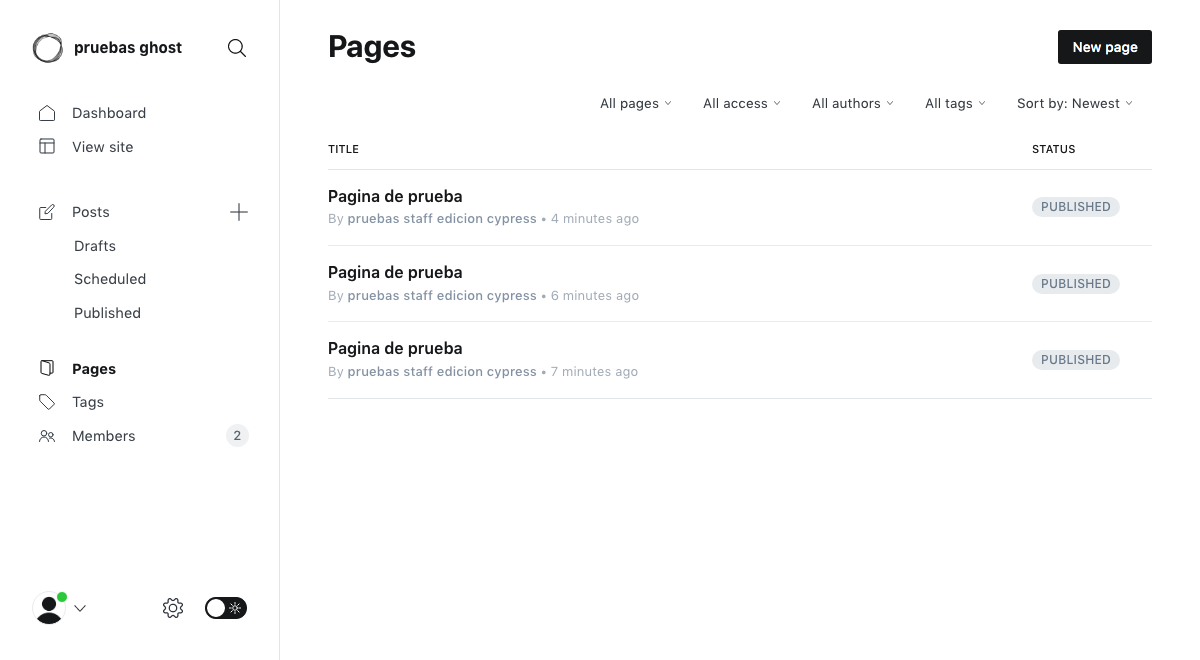 pruebas ghost
Dashboard
View site
Posts
Drafts
Scheduled
Published
Pages
Tags
Members 2
Pages
New page
All pages All access All authors All tags Sort by: Newest
TITLE STATUS
Pagina de prueba
By pruebas staff edicion cypress • 4 minutes ago
PUBLISHED
Pagina de prueba
By pruebas staff edicion cypress • 6 minutes ago
PUBLISHED
Pagina de prueba
By pruebas staff edicion cypress • 7 minutes ago
PUBLISHED